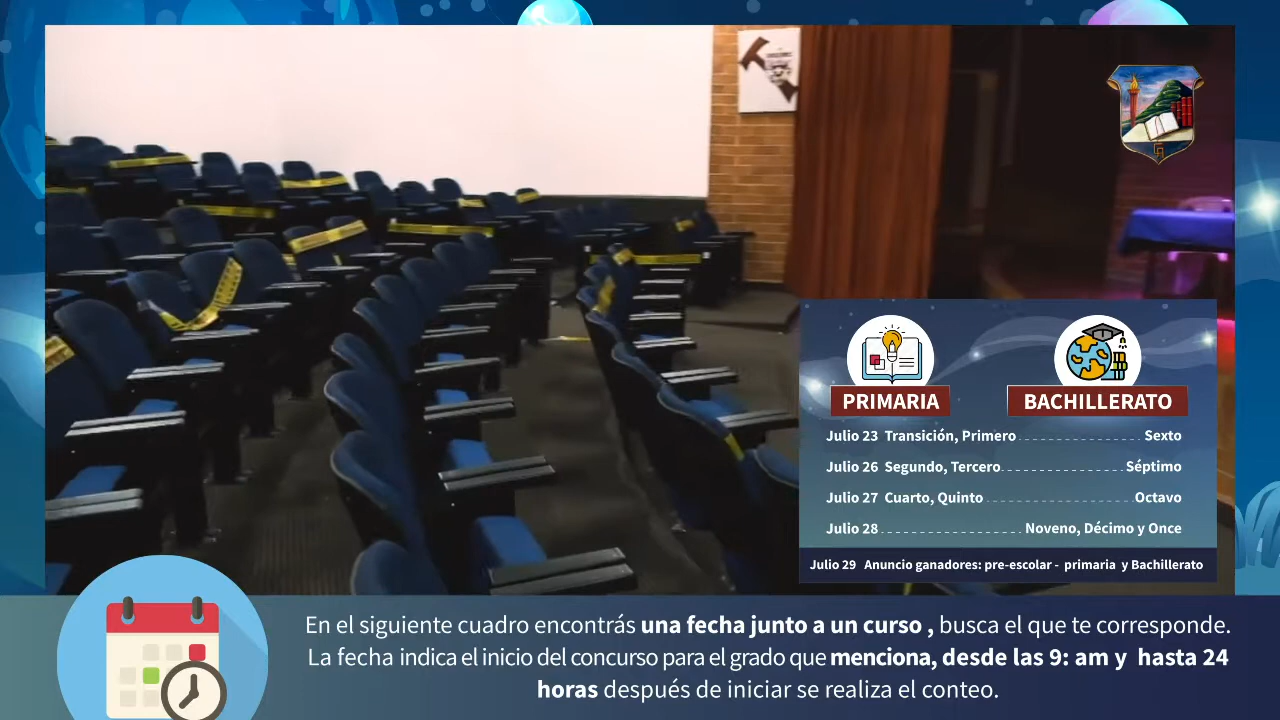 PRIMARIA
BACHILLERATO
Julio 23 Transición, Primero Sexto
Julio 26 Segundo, Tercero Séptimo
Julio 27 Cuarto, Quinto Octavo
Julio 28 Noveno, Décimo y Once
Julio 29 Anuncio ganadores: pre-escolar - primaria y Bachillerato
En el siguiente cuadro encontrás una fecha junto a un curso , busca el que te corresponde.
La fecha indica el inicio del concurso para el grado que menciona, desde las 9: am y hasta 24
horas después de iniciar se realiza el conteo.